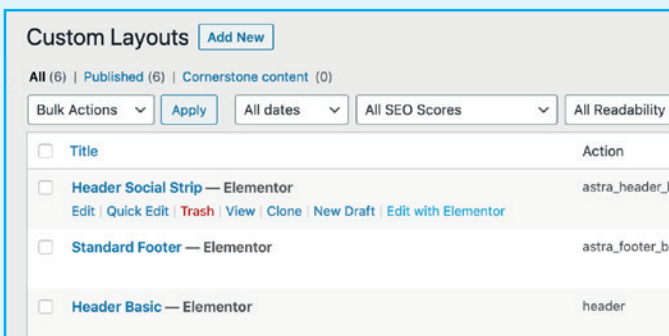 Custom Layouts Add New
All (6) | Published (6) | Cornerstone content (0)
Bulk Actions Apply All dates All SEO Scores All Readability
Title Action
Header Social Strip — Elementor astra_header_
Edit | Quick Edit | Trash | View | Clone | New Draft | Edit with Elementor
Standard Footer — Elementor astra_footer_b
Header Basic — Elementor header